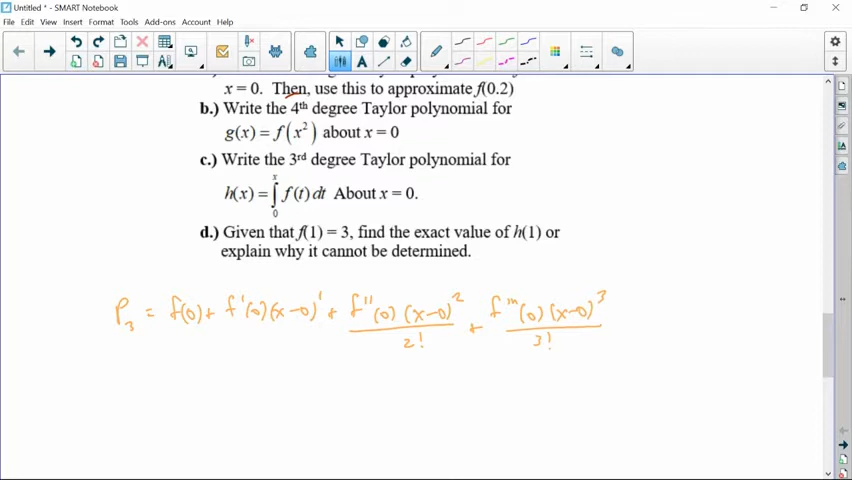 Untitled * - SMART Notebook
File Edit View Insert Format Tools Add-ons Account Help
x = 0. Then, use this to approximate f(0.2)
b.) Write the 4th degree Taylor polynomial for
g(x) = f(x²) about x = 0
c.) Write the 3rd degree Taylor polynomial for
h(x) = ∫₀ˣ f(t) dt About x = 0.
d.) Given that f(1) = 3, find the exact value of h(1) or
explain why it cannot be determined.
P₃ = f(0) + f'(0)(x-0)¹ + f''(0)(x-0)²/2! + f'''(0)(x-0)³/3!